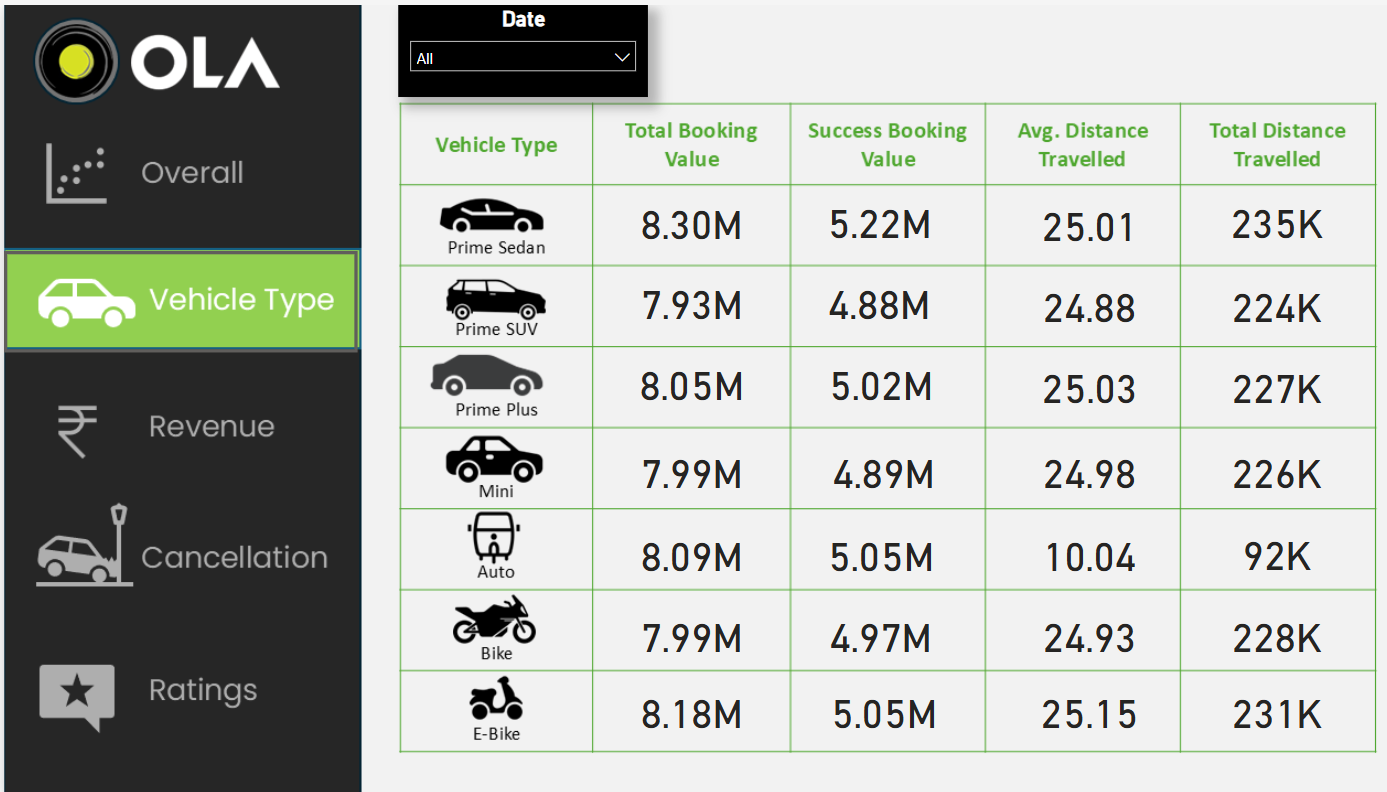 OLA
Overall
Vehicle Type
Revenue
Cancellation
Ratings
Date
All
Vehicle Type Total Booking Value Success Booking Value Avg. Distance Travelled Total Distance Travelled
Prime Sedan 8.30M 5.22M 25.01 235K
Prime SUV 7.93M 4.88M 24.88 224K
Prime Plus 8.05M 5.02M 25.03 227K
Mini 7.99M 4.89M 24.98 226K
Auto 8.09M 5.05M 10.04 92K
Bike 7.99M 4.97M 24.93 228K
E-Bike 8.18M 5.05M 25.15 231K